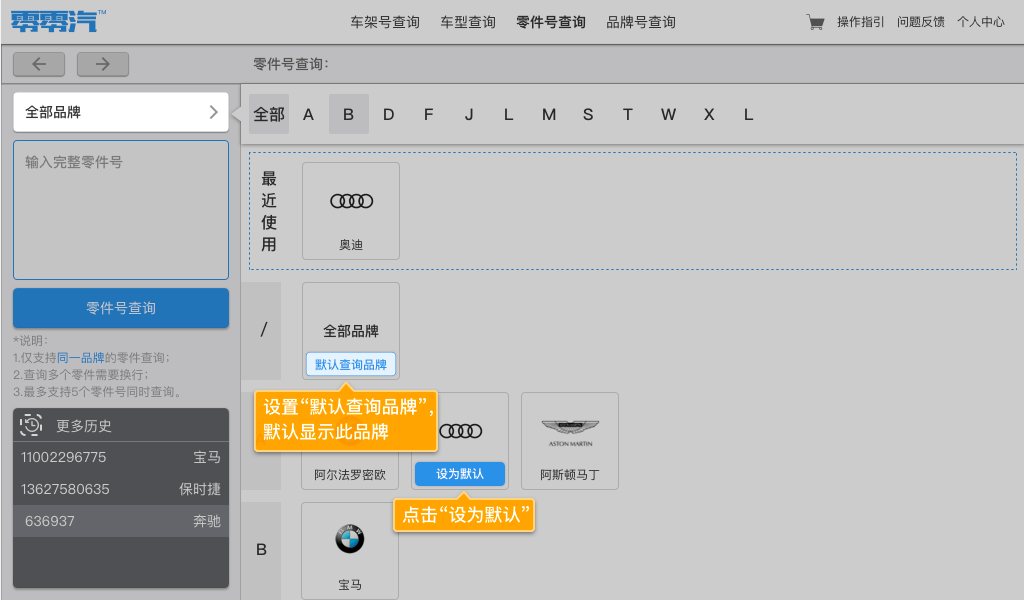 零零汽™
车架号查询 车型查询 零件号查询 品牌号查询
操作指引 问题反馈 个人中心
零件号查询：
全部品牌
全部 A B D F J L M S T W X L
输入完整零件号
最近使用
奥迪
零件号查询
/
全部品牌
默认查询品牌
*说明：
1.仅支持同一品牌的零件查询；
2.查询多个零件需要换行；
3.最多支持5个零件号同时查询。
设置“默认查询品牌”，
默认显示此品牌
更多历史
11002296775 宝马
13627580635 保时捷
636937 奔驰
阿尔法罗密欧
设为默认
ASTON MARTIN
阿斯顿马丁
点击“设为默认”
B
宝马